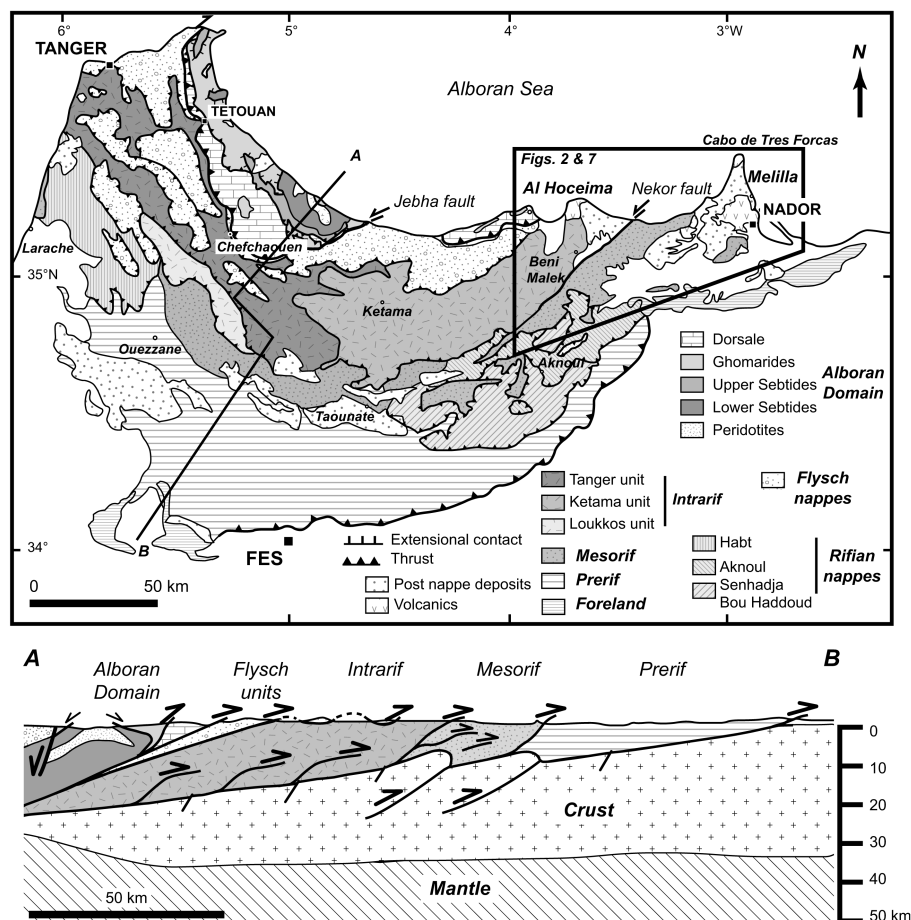 6°
5°
4°
3°W
TANGER
N
Alboran Sea
TETOUAN
Cabo de Tres Forcas
A
Figs. 2 & 7
Al Hoceima
Nekor fault
Melilla
Jebha fault
NADOR
Larache
Chefchaouen
Beni
Malek
35°N
Ketama
Ouezzane
Aknoul
Taounate
Dorsale
Ghomarides
Upper Sebtides
Lower Sebtides
Peridotites
Alboran
Domain
Tanger unit
Ketama unit
Loukkos unit
Intrarif
Flysch
nappes
34°
B
FES
Extensional contact
Thrust
Post nappe deposits
Volcanics
Mesorif
Prerif
Foreland
Habt
Aknoul
Senhadja
Bou Haddoud
Rifian
nappes
0 50 km
A
Alboran
Domain
Flysch
units
Intrarif
Mesorif
Prerif
B
0
10
20
30
40
50 km
Crust
Mantle
50 km